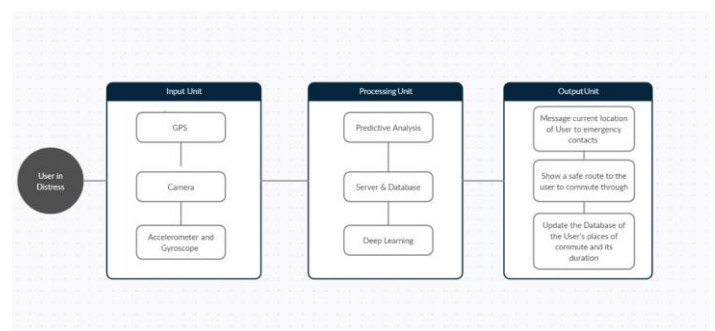 Input Unit
Processing Unit
OutputUnit
User in
Distress
GPS
Camera
Accelerometer and
Gyroscope
Predictive Analysis
Server & Database
Deep Learning
Message current location
of User to emergency
contacts
Show a safe route to the
user to commute through
Update the Database of
the User's places of
commute and its
duration